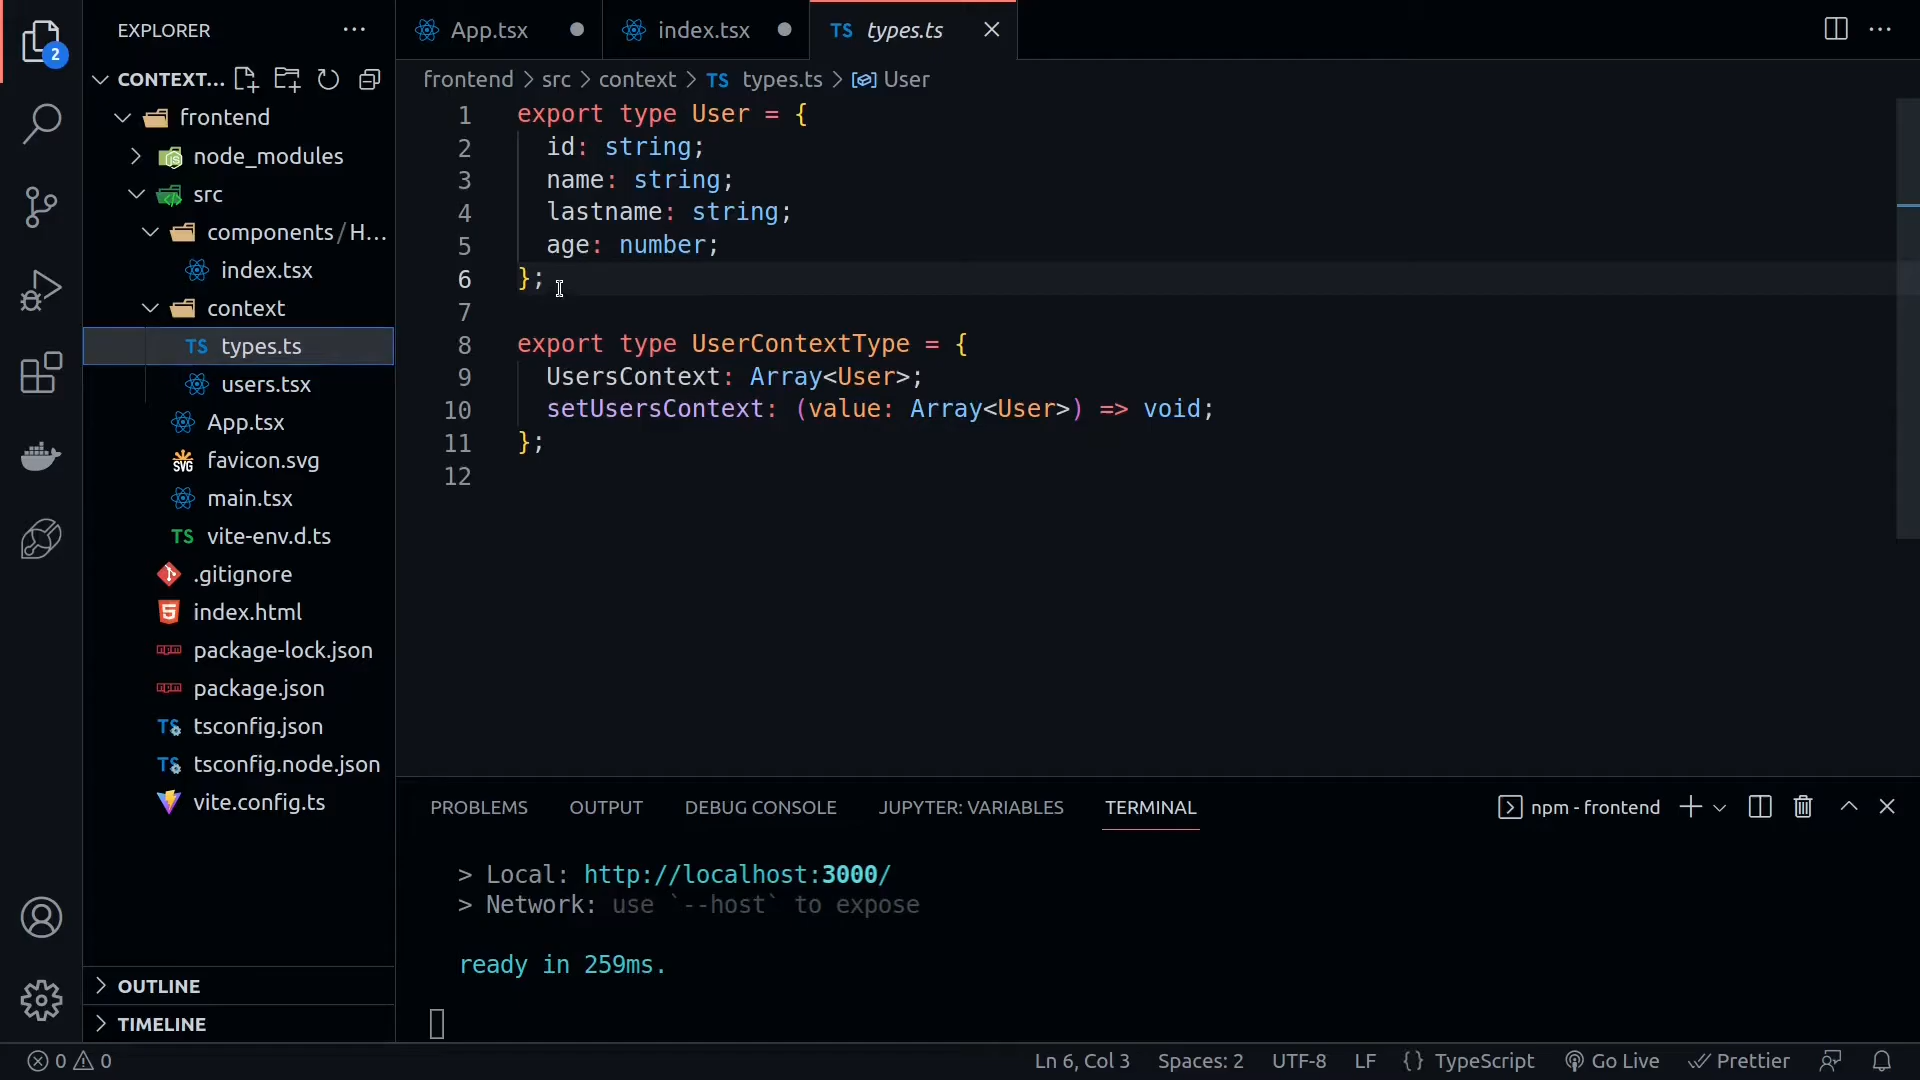 EXPLORER
App.tsx
index.tsx
TS types.ts
2
CONTEXT...
frontend > src > context > TS types.ts > User
frontend
node_modules
src
components/H...
index.tsx
context
TS types.ts
users.tsx
App.tsx
SVG favicon.svg
main.tsx
TS vite-env.d.ts
.gitignore
5 index.html
package-lock.json
package.json
TS tsconfig.json
TS tsconfig.node.json
vite.config.ts
OUTLINE
TIMELINE
1 export type User = {
2 id: string;
3 name: string;
4 lastname: string;
5 age: number;
6 };
7
8 export type UserContextType = {
9 UsersContext: Array<User>;
10 setUsersContext: (value: Array<User>) => void;
11 };
12
PROBLEMS OUTPUT DEBUG CONSOLE JUPYTER: VARIABLES TERMINAL
npm - frontend
> Local: http://localhost:3000/
> Network: use `--host` to expose
ready in 259ms.
0 0
Ln 6, Col 3 Spaces: 2 UTF-8 LF {} TypeScript Go Live Prettier